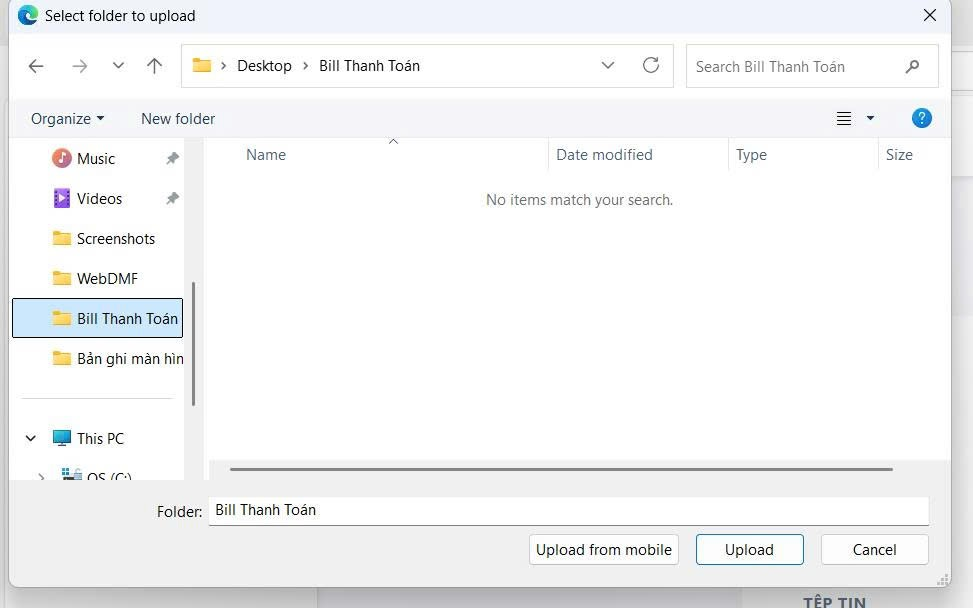 Select folder to upload
Desktop
Bill Thanh Toán
Search Bill Thanh Toán
Organize
New folder
?
Music
Videos
Screenshots
WebDMF
Bill Thanh Toán
Bản ghi màn hìn
This PC
OS (C:)
Name
Date modified
Type
Size
No items match your search.
Folder:
Bill Thanh Toán
Upload from mobile
Upload
Cancel
TỆP TIN